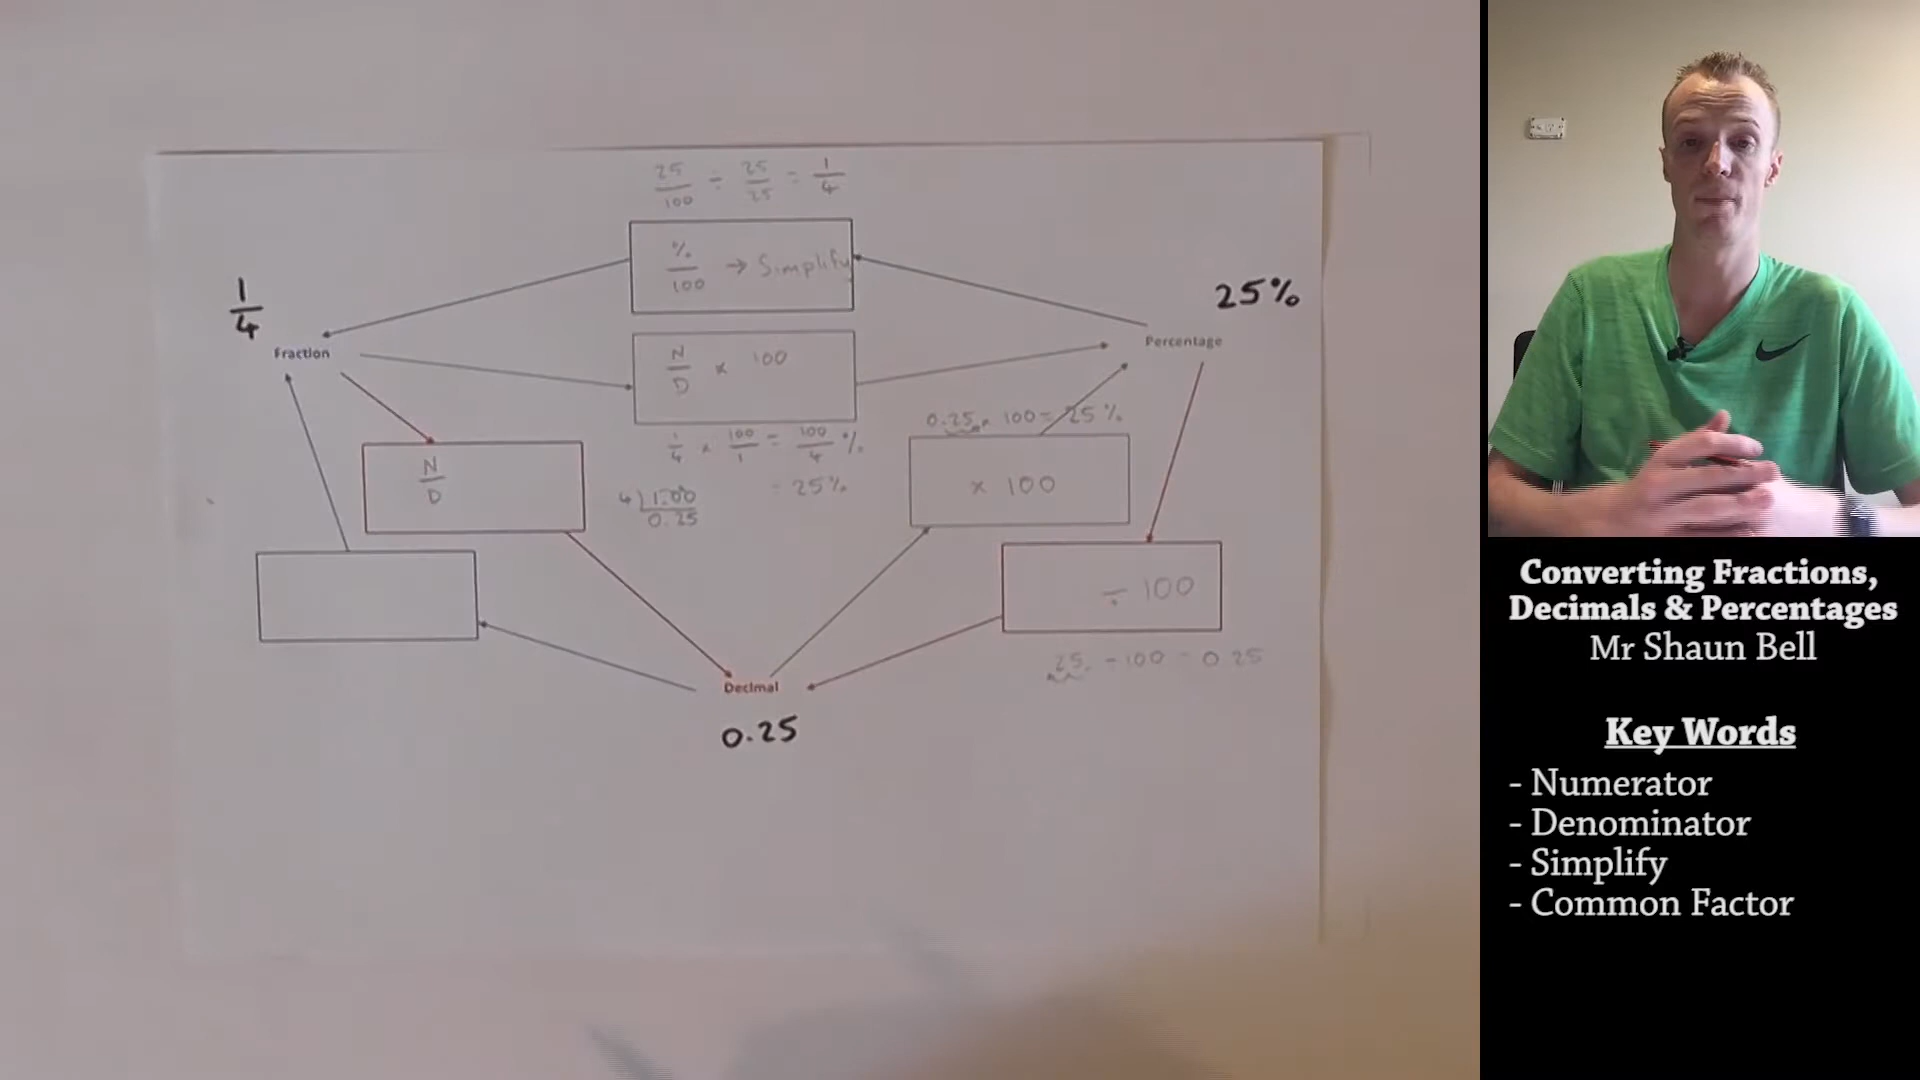 25/100 ÷ 25/25 = 1/4
%/100 → Simplify
1/4
Fraction
25%
Percentage
N/D × 100
1/4 × 100/1 = 100/4 %
= 25%
0.25 × 100 = 25%
N/D
4 1.00
0.25
× 100
÷ 100
25. ÷ 100 = 0.25
Decimal
0.25
Converting Fractions,
Decimals & Percentages
Mr Shaun Bell
Key Words
- Numerator
- Denominator
- Simplify
- Common Factor